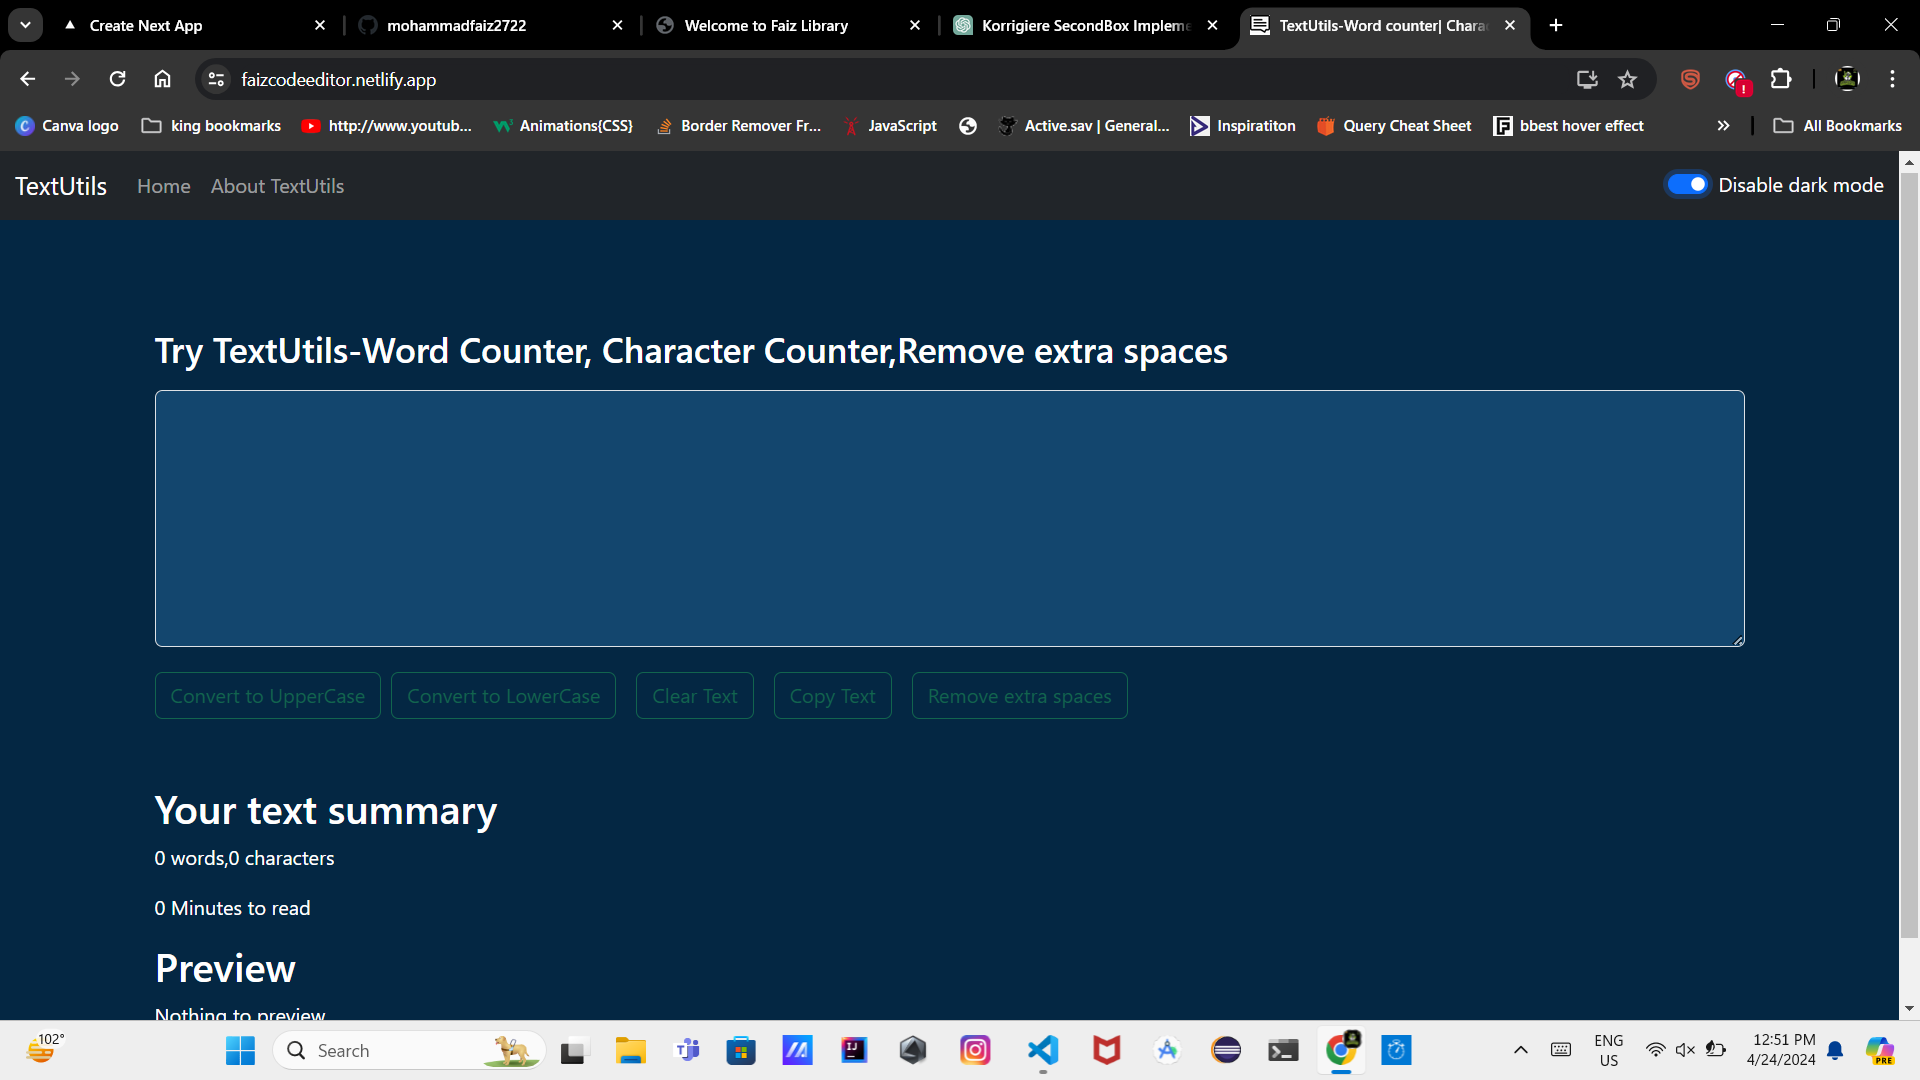 Create Next App
mohammadfaiz2722
Welcome to Faiz Library
Korrigiere SecondBox Impleme
TextUtils-Word counter| Chara
faizcodeeditor.netlify.app
Canva logo
king bookmarks
http://www.youtub...
Animations{CSS}
Border Remover Fr...
JavaScript
Active.sav | General...
Inspiratiton
Query Cheat Sheet
bbest hover effect
All Bookmarks
TextUtils
Home
About TextUtils
Disable dark mode
Try TextUtils-Word Counter, Character Counter,Remove extra spaces
Convert to UpperCase
Convert to LowerCase
Clear Text
Copy Text
Remove extra spaces
Your text summary
0 words,0 characters
0 Minutes to read
Preview
Nothing to preview
102°
Search
ENG
US
12:51 PM
4/24/2024
PRE